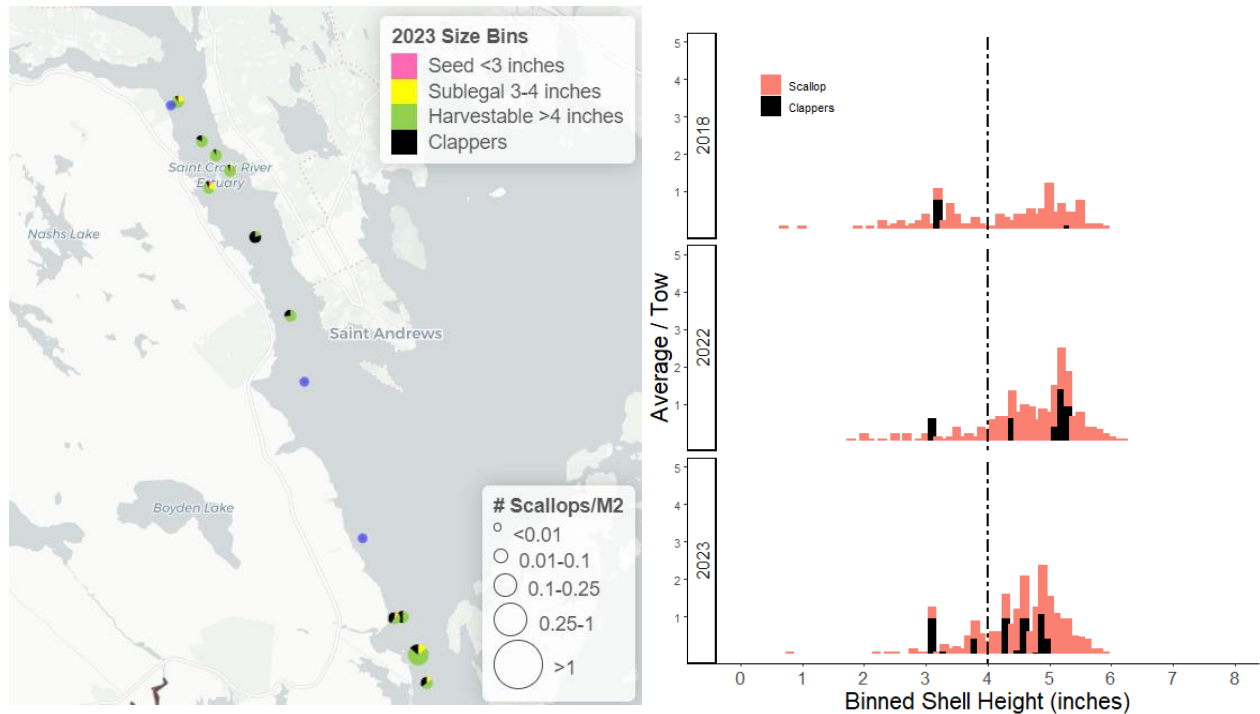 2023 Size Bins
Seed <3 inches
Sublegal 3-4 inches
Harvestable >4 inches
Clappers
Saint Croix River
Estuary
Nashs Lake
Saint Andrews
Boyden Lake
# Scallops/M2
<0.01
0.01-0.1
0.1-0.25
0.25-1
>1
Average / Tow
2018
5
4
3
2
1
Scallop
Clappers
2022
5
4
3
2
1
2023
5
4
3
2
1
0 1 2 3 4 5 6 7 8
Binned Shell Height (inches)